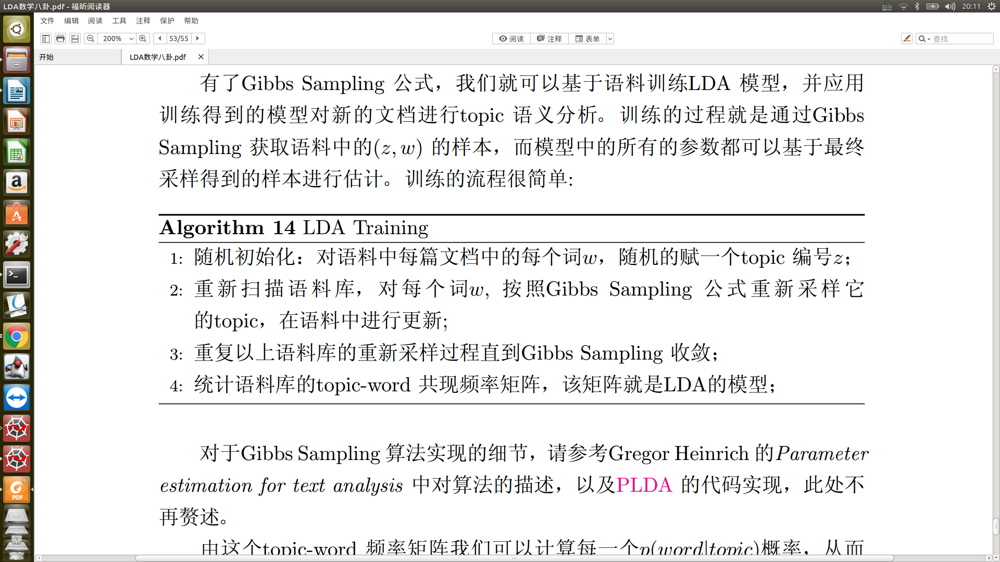 LDA数学八卦.pdf - 福昕阅读器
20:11
文件 编辑 阅读 工具 注释 保护 帮助
200% 53/55 阅读 注释 表单 查找
开始 LDA数学八卦.pdf
有了Gibbs Sampling 公式，我们就可以基于语料训练LDA 模型，并应用
训练得到的模型对新的文档进行topic 语义分析。训练的过程就是通过Gibbs
Sampling 获取语料中的(z, w) 的样本，而模型中的所有的参数都可以基于最终
采样得到的样本进行估计。训练的流程很简单:
Algorithm 14 LDA Training
1: 随机初始化：对语料中每篇文档中的每个词w，随机的赋一个topic 编号z；
2: 重新扫描语料库，对每个词w, 按照Gibbs Sampling 公式重新采样它
的topic，在语料中进行更新;
3: 重复以上语料库的重新采样过程直到Gibbs Sampling 收敛；
4: 统计语料库的topic-word 共现频率矩阵，该矩阵就是LDA的模型；
对于Gibbs Sampling 算法实现的细节，请参考Gregor Heinrich 的Parameter
estimation for text analysis 中对算法的描述，以及PLDA 的代码实现，此处不
再赘述。
由这个topic-word 频率矩阵我们可以计算每一个p(word|topic)概率，从而
a
PDF